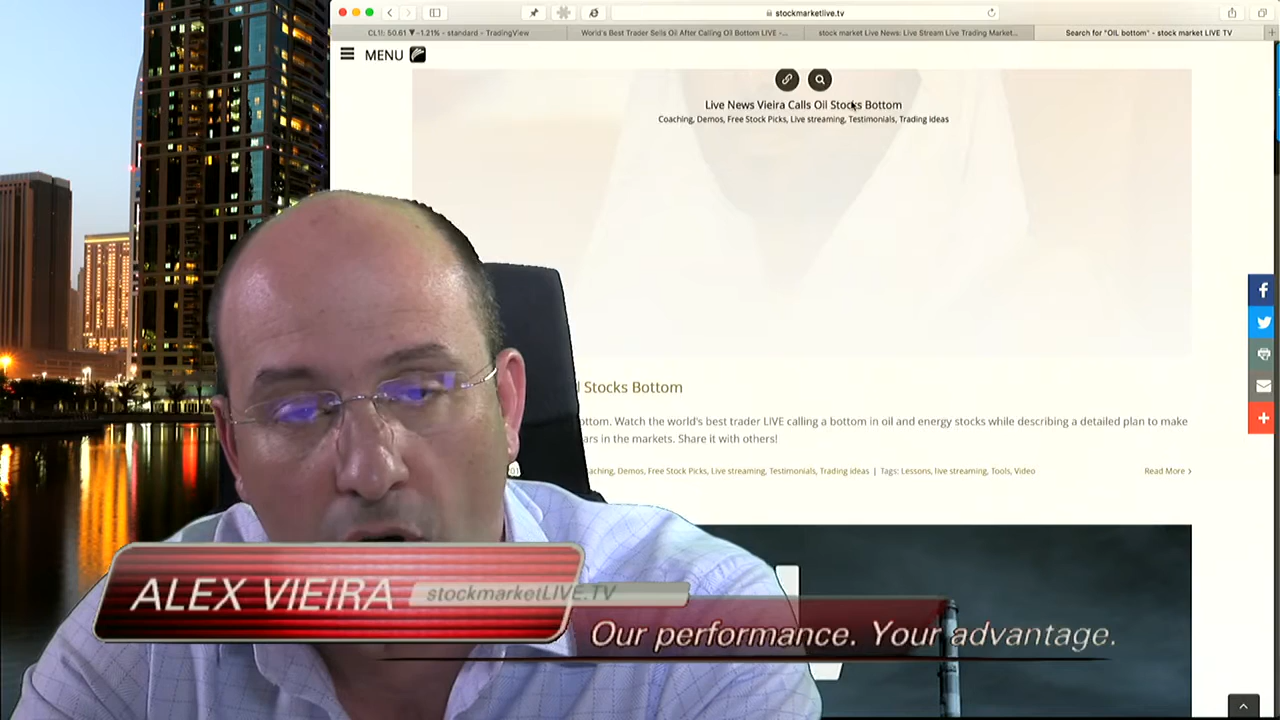 stockmarketlive.tv
CL1!: 50.61 ▼-1.21% - standard - TradingView
World's Best Trader Sells Oil After Calling Oil Bottom LIVE -...
stock market Live News: Live Stream Live Trading Market...
Search for "OIL bottom" - stock market LIVE TV
MENU
Live News Vieira Calls Oil Stocks Bottom
Coaching, Demos, Free Stock Picks, Live streaming, Testimonials, Trading Ideas
Stocks Bottom
ottom. Watch the world's best trader LIVE calling a bottom in oil and energy stocks while describing a detailed plan to make
ars in the markets. Share it with others!
aching, Demos, Free Stock Picks, Live streaming, Testimonials, Trading Ideas | Tags: Lessons, live streaming, Tools, Video
Read More >
ALEX VIEIRA
stockmarketLIVE.TV
Our performance. Your advantage.